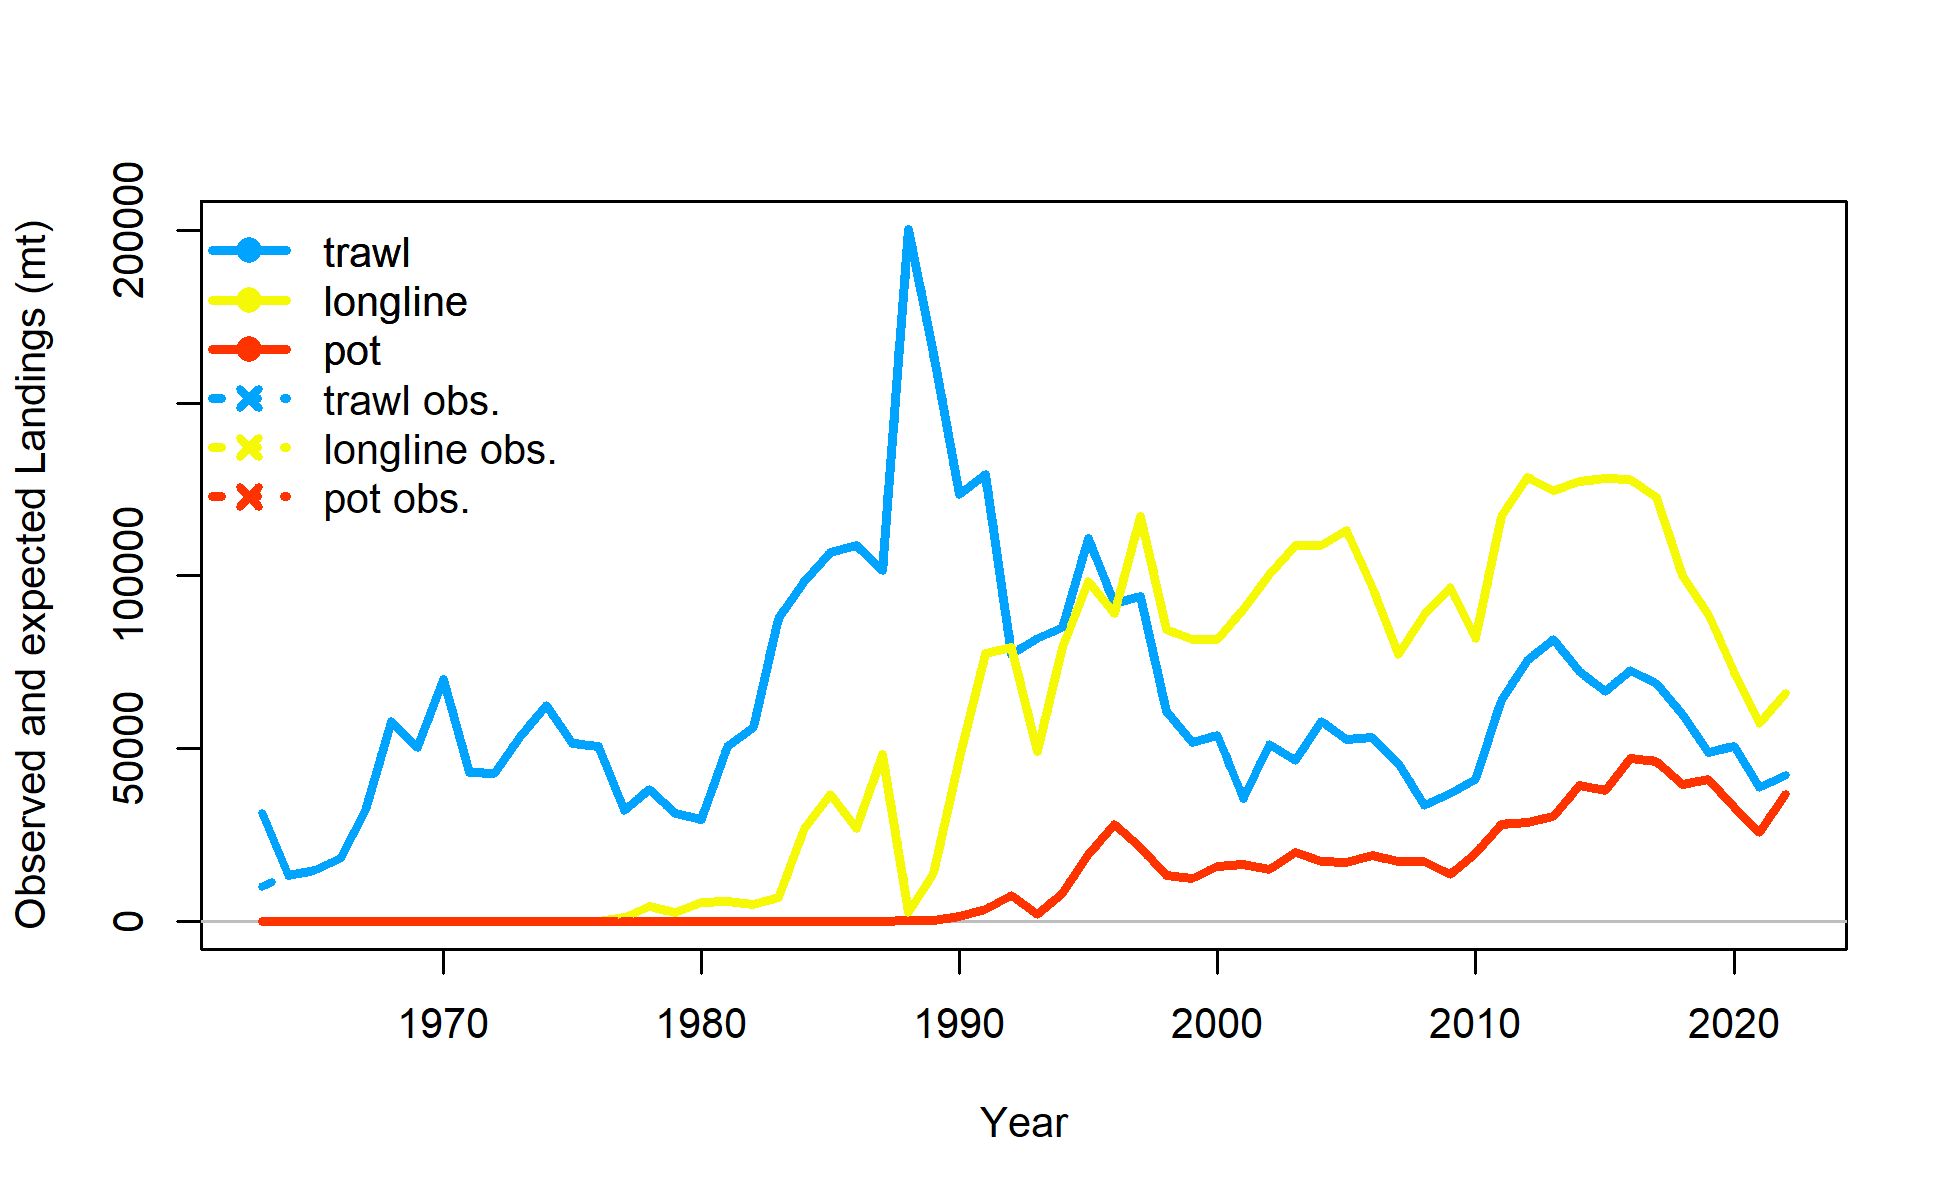 Observed and expected Landings (mt)
200000
100000
50000
0
trawl
longline
pot
trawl obs.
longline obs.
pot obs.
1970 1980 1990 2000 2010 2020
Year